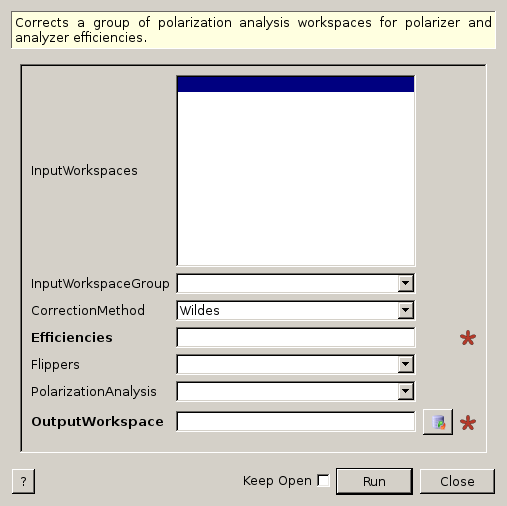 Corrects a group of polarization analysis workspaces for polarizer and
analyzer efficiencies.
InputWorkspaces
InputWorkspaceGroup
CorrectionMethod Wildes
Efficiencies
Flippers
PolarizationAnalysis
OutputWorkspace
? Keep Open Run Close